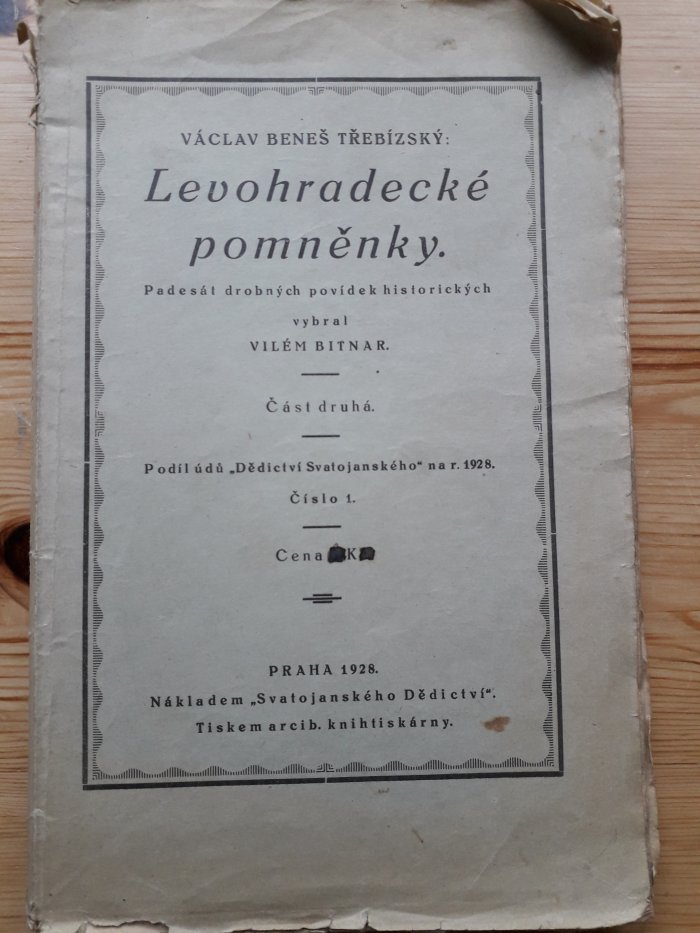 VÁCLAV BENEŠ TŘEBÍZSKÝ:
Levohradecké
pomněnky.
Padesát drobných povídek historických
vybral
VILÉM BITNAR.
Část druhá.
Podíl údů „Dědictví Svatojanského“ na r. 1928.
Číslo 1.
Cena K
PRAHA 1928.
Nákladem „Svatojanského Dědictví“.
Tiskem arcib. knihtiskárny.